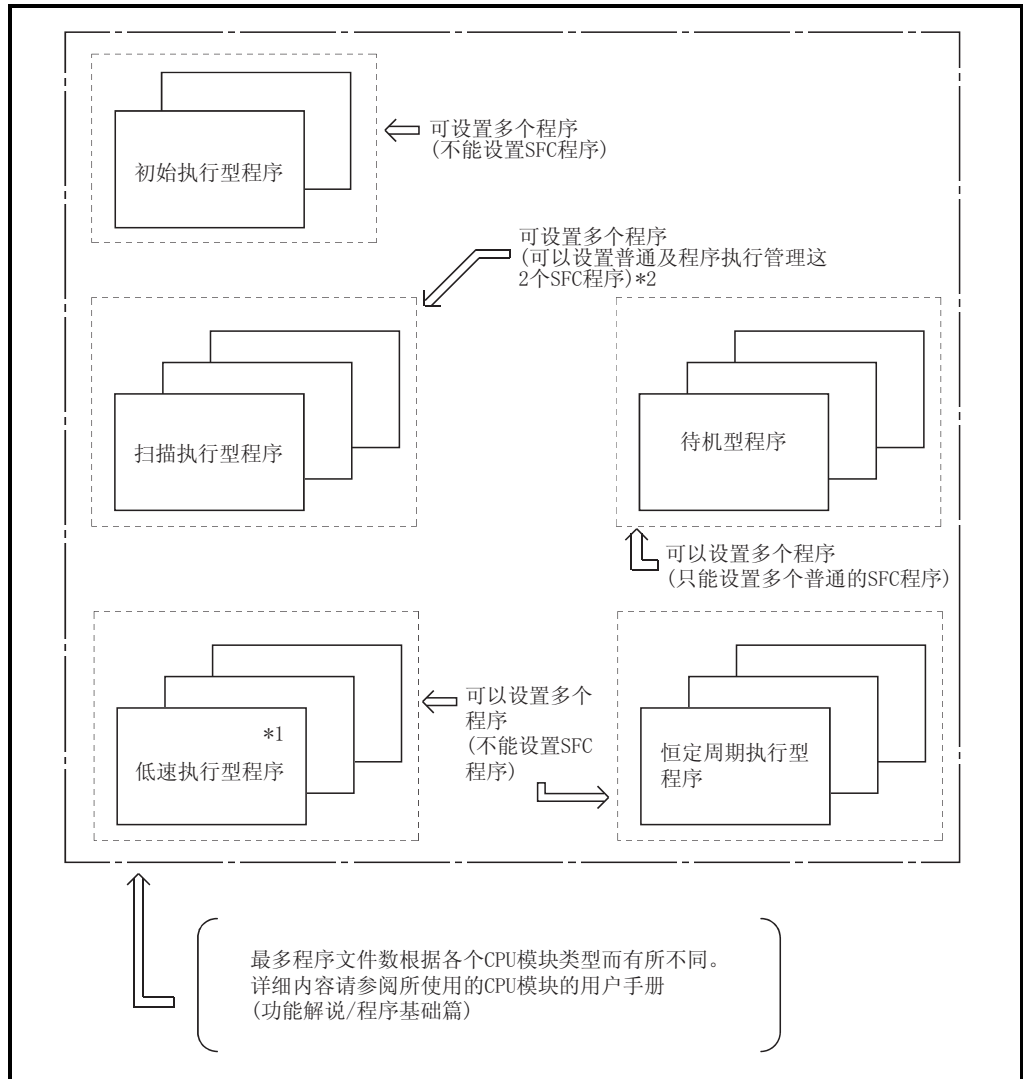 初始执行型程序
可设置多个程序
(不能设置SFC程序)
可设置多个程序
(可以设置普通及程序执行管理这
2个SFC程序)*2
扫描执行型程序
待机型程序
可以设置多个程序
(只能设置多个普通的SFC程序)
*1
低速执行型程序
可以设置多个
程序
(不能设置SFC
程序)
恒定周期执行型
程序
最多程序文件数根据各个CPU模块类型而有所不同。
详细内容请参阅所使用的CPU模块的用户手册
(功能解说/程序基础篇)